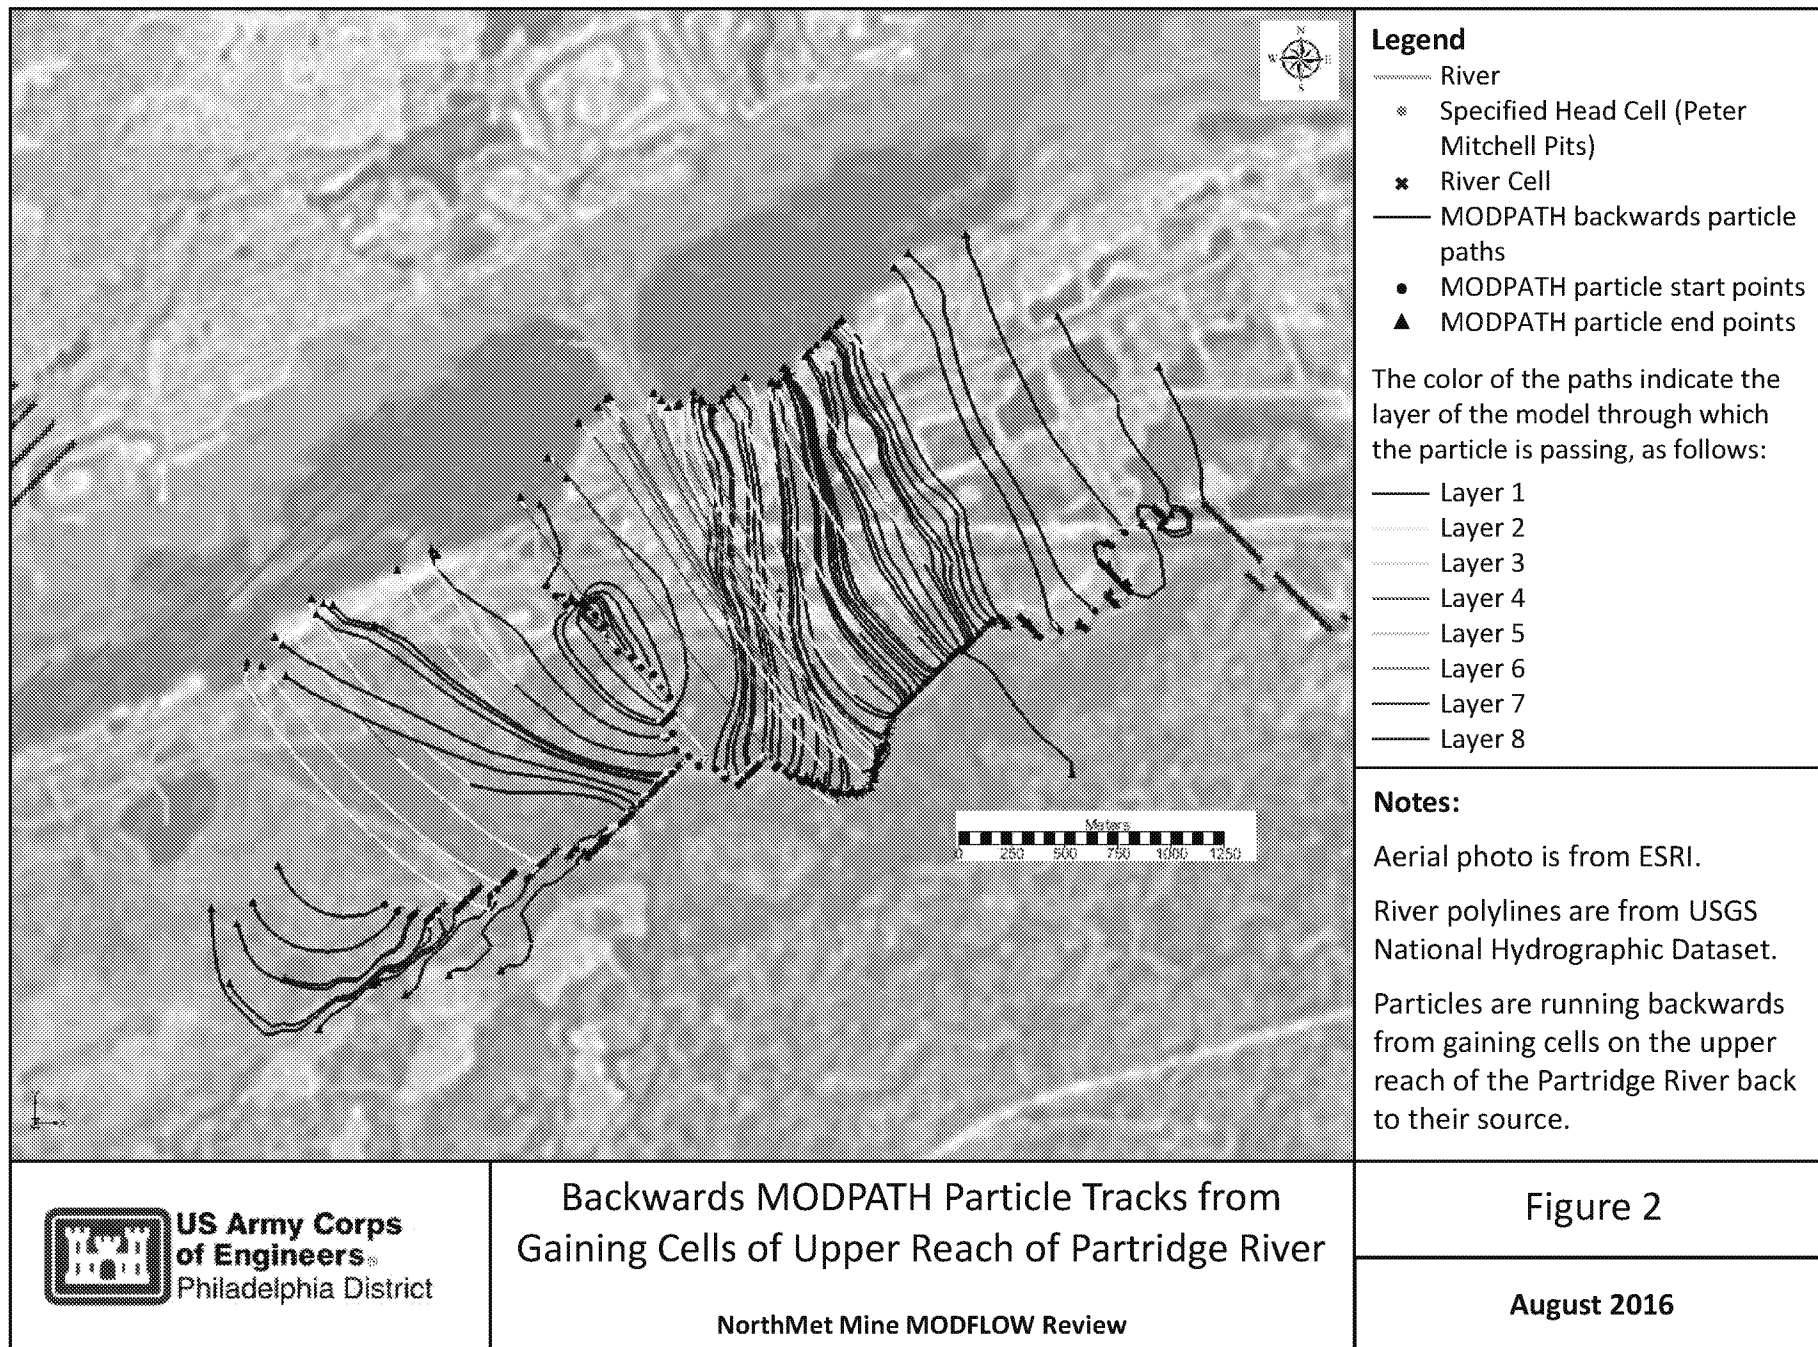 N
W E
S
Meters
0 250 500 750 1000 1250
Legend
River
Specified Head Cell (Peter
Mitchell Pits)
River Cell
MODPATH backwards particle
paths
MODPATH particle start points
MODPATH particle end points
The color of the paths indicate the
layer of the model through which
the particle is passing, as follows:
Layer 1
Layer 2
Layer 3
Layer 4
Layer 5
Layer 6
Layer 7
Layer 8
Notes:
Aerial photo is from ESRI.
River polylines are from USGS
National Hydrographic Dataset.
Particles are running backwards
from gaining cells on the upper
reach of the Partridge River back
to their source.
US Army Corps
of Engineers®
Philadelphia District
Backwards MODPATH Particle Tracks from
Gaining Cells of Upper Reach of Partridge River
NorthMet Mine MODFLOW Review
Figure 2
August 2016